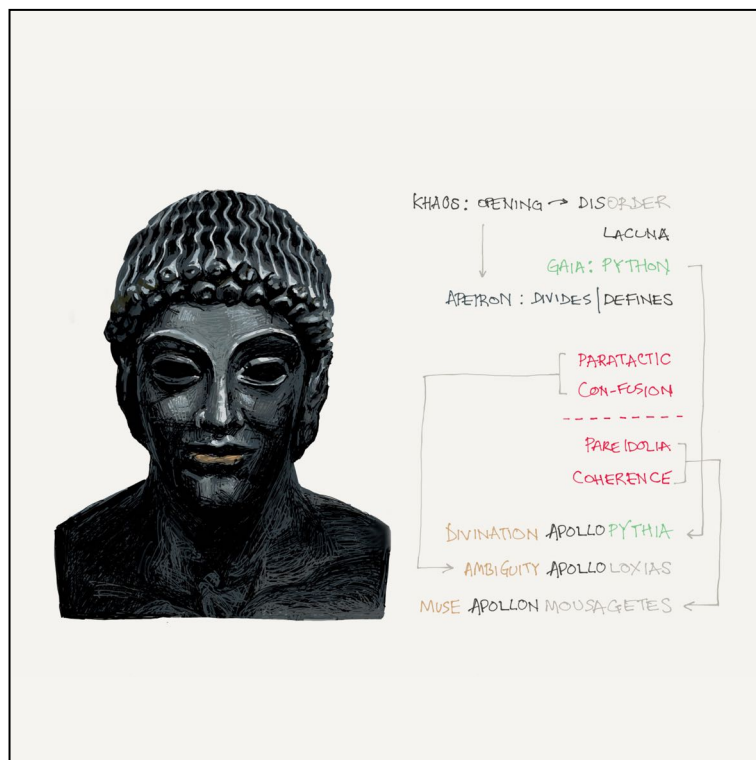 KHAOS: OPENING → DISORDER
LACUNA
GAIA: PYTHON
APEYRON: DIVIDES|DEFINES
PARATACTIC
CON-FUSION
PAREIDOLIA
COHERENCE
DIVINATION APOLLO PYTHIA
AMBIGUITY APOLLO LOXIAS
MUSE APOLLON MOUSAGETES